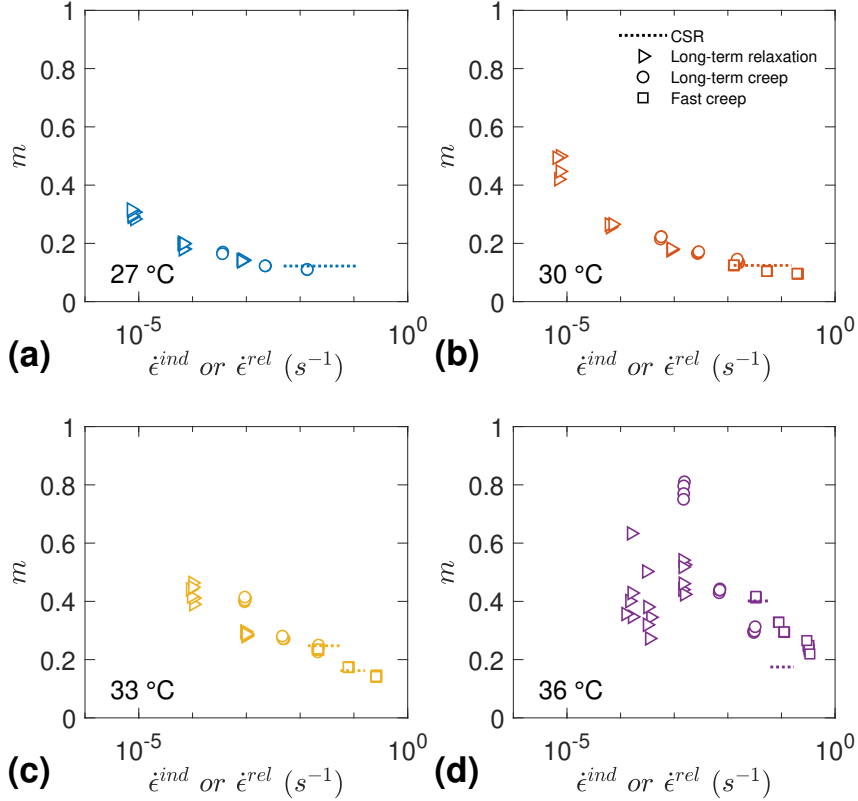 1
0.8
0.6
0.4
0.2
0
m
27 °C
10^-5
10^0
(a)
ε̇^ind or ε̇^rel (s^-1)
1
0.8
0.6
0.4
0.2
0
m
CSR
Long-term relaxation
Long-term creep
Fast creep
30 °C
10^-5
10^0
(b)
ε̇^ind or ε̇^rel (s^-1)
1
0.8
0.6
0.4
0.2
0
m
33 °C
10^-5
10^0
(c)
ε̇^ind or ε̇^rel (s^-1)
1
0.8
0.6
0.4
0.2
0
m
36 °C
10^-5
10^0
(d)
ε̇^ind or ε̇^rel (s^-1)